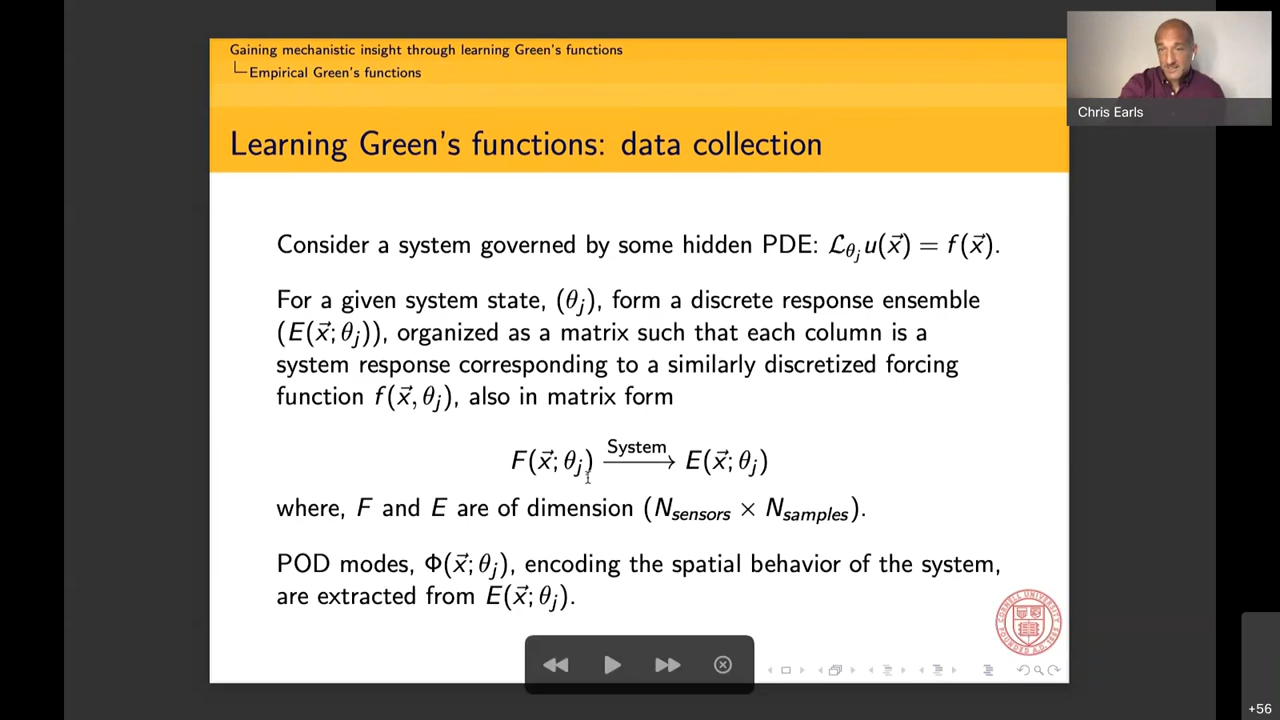 Gaining mechanistic insight through learning Green's functions
Empirical Green's functions
Chris Earls
Learning Green's functions: data collection
Consider a system governed by some hidden PDE: ℒ_{θ_j} u(x⃗) = f(x⃗).
For a given system state, (θ_j), form a discrete response ensemble
(E(x⃗; θ_j)), organized as a matrix such that each column is a
system response corresponding to a similarly discretized forcing
function f(x⃗, θ_j), also in matrix form
F(x⃗; θ_j) System⟶ E(x⃗; θ_j)
where, F and E are of dimension (N_sensors × N_samples).
POD modes, Φ(x⃗; θ_j), encoding the spatial behavior of the system,
are extracted from E(x⃗; θ_j).
+56